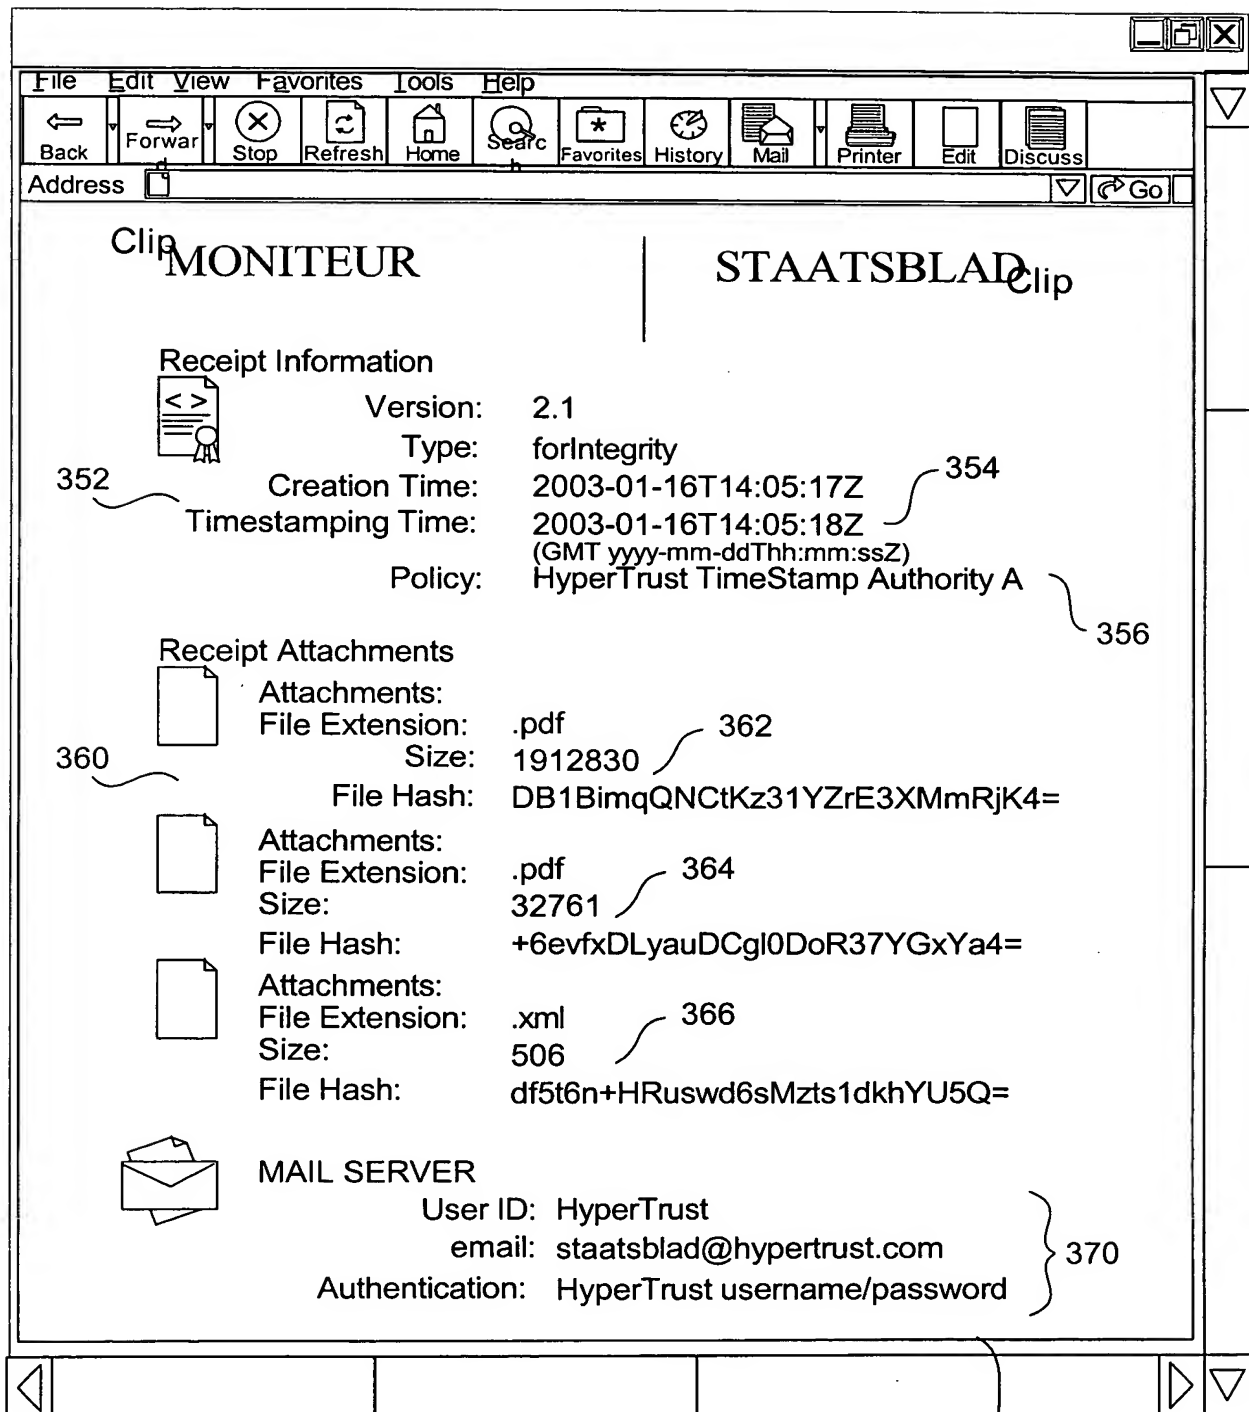 File Edit View Favorites Tools Help
Back Forward Stop Refresh Home Search Favorites History Mail Printer Edit Discuss
Address Go
Clip MONITEUR STAATSBLAD Clip
Receipt Information
Version: 2.1
Type: forIntegrity
352 Creation Time: 2003-01-16T14:05:17Z 354
Timestamping Time: 2003-01-16T14:05:18Z
(GMT yyyy-mm-ddThh:mm:ssZ)
Policy: HyperTrust TimeStamp Authority A
356
Receipt Attachments
Attachments:
File Extension: .pdf 362
360 Size: 1912830
File Hash: DB1BimqQNCtKz31YZrE3XMmRjK4=
Attachments:
File Extension: .pdf 364
Size: 32761
File Hash: +6evfxDLyauDCgl0DoR37YGxYa4=
Attachments:
File Extension: .xml 366
Size: 506
File Hash: df5t6n+HRuswd6sMzts1dkhYU5Q=
MAIL SERVER
User ID: HyperTrust
email: staatsblad@hypertrust.com 370
Authentication: HyperTrust username/password